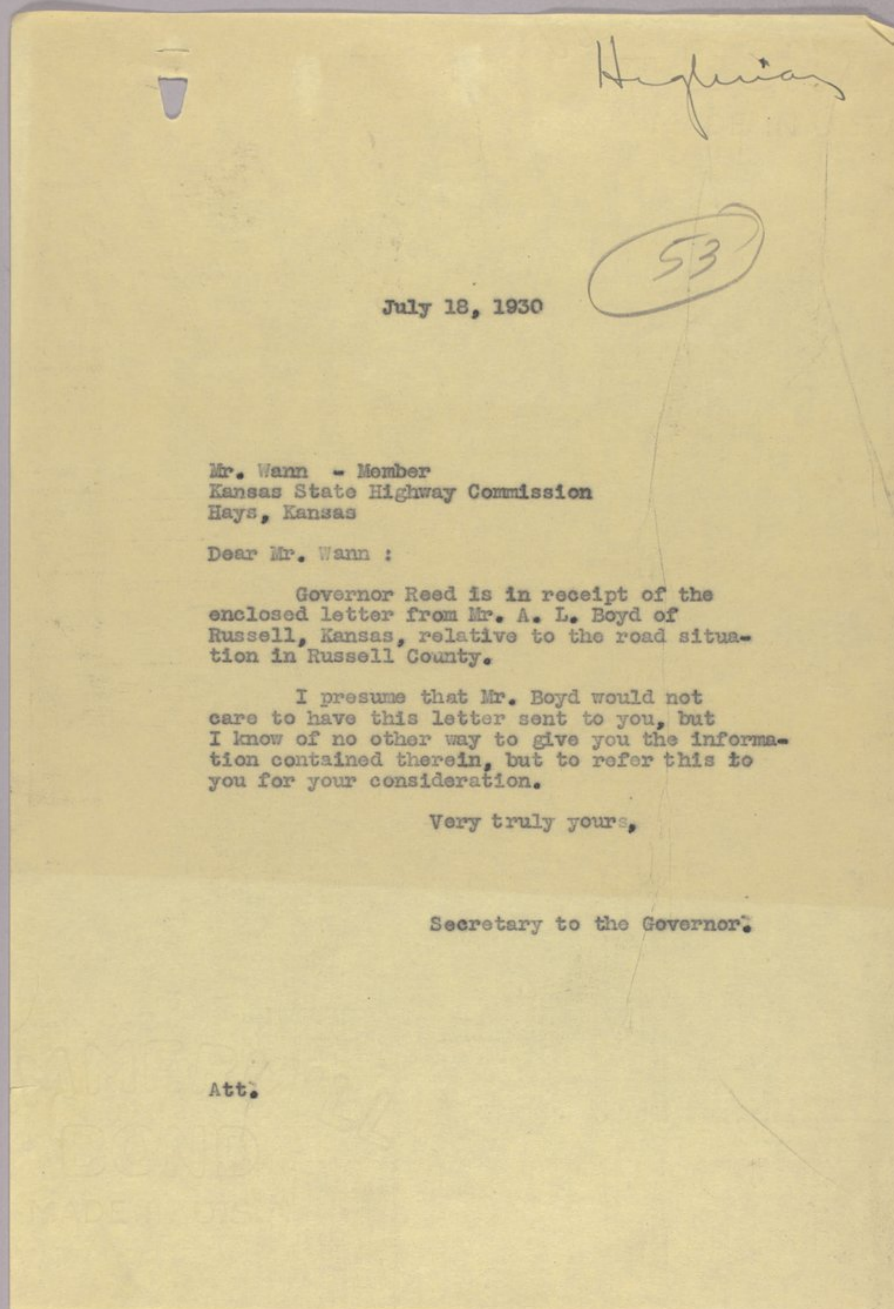 Highway
53
July 18, 1930
Mr. Wann - Member
Kansas State Highway Commission
Hays, Kansas
Dear Mr. Wann :
Governor Reed is in receipt of the
enclosed letter from Mr. A. L. Boyd of
Russell, Kansas, relative to the road situa-
tion in Russell County.
I presume that Mr. Boyd would not
care to have this letter sent to you, but
I know of no other way to give you the informa-
tion contained therein, but to refer this to
you for your consideration.
Very truly yours,
Secretary to the Governor.
Att.